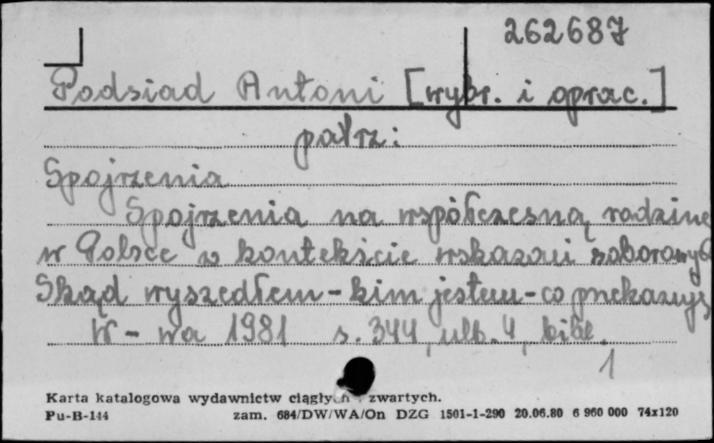 262687
Podsiad Antoni [wybr. i oprac.]
patrz:
Spojrzenia
Spojrzenia na współczesną rodzinę
w Polsce w kontekście wskazań soborowych
Skąd wyszedłem - kim jestem - co przekazuję
W-wa 1981 s. 344, ulb. 4, bibl.
1
Karta katalogowa wydawnictw ciągłych i zwartych.
Pu-B-144 zam. 684/DW/WA/On DZG 1501-1-290 20.06.80 6 960 000 74x120